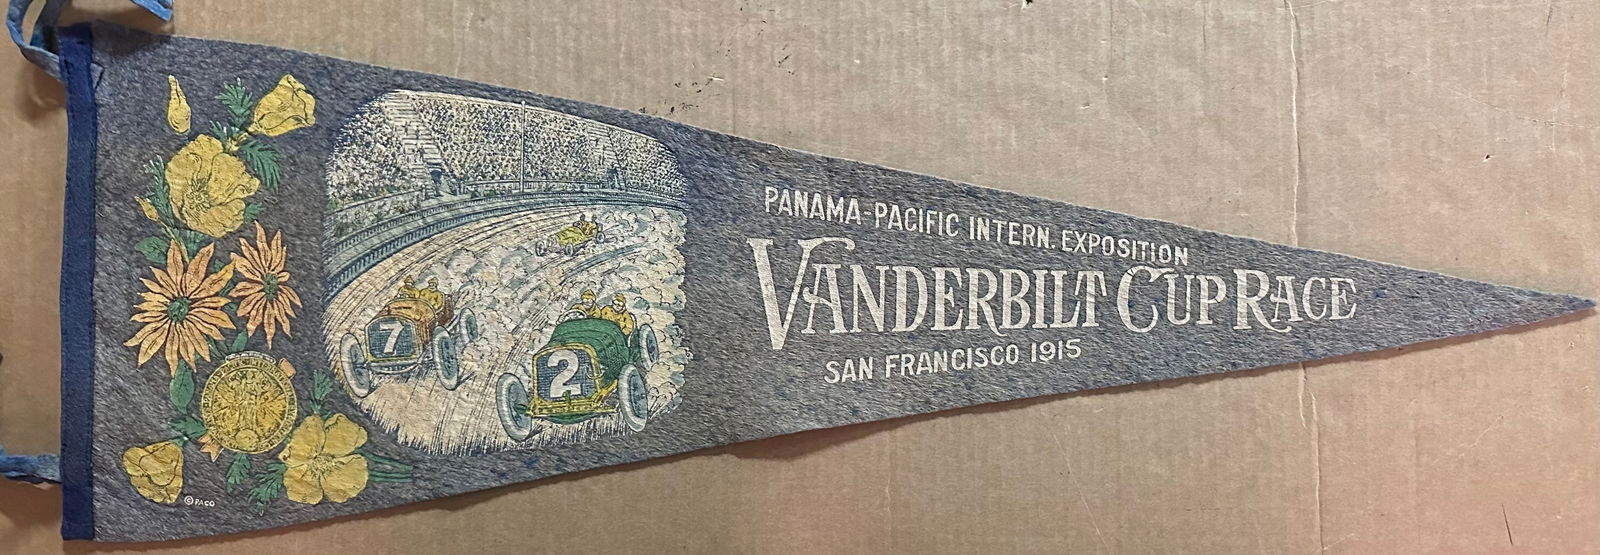 PANAMA-PACIFIC INTERN. EXPOSITION
VANDERBILT CUP RACE
SAN FRANCISCO 1915
7
2
© PACO